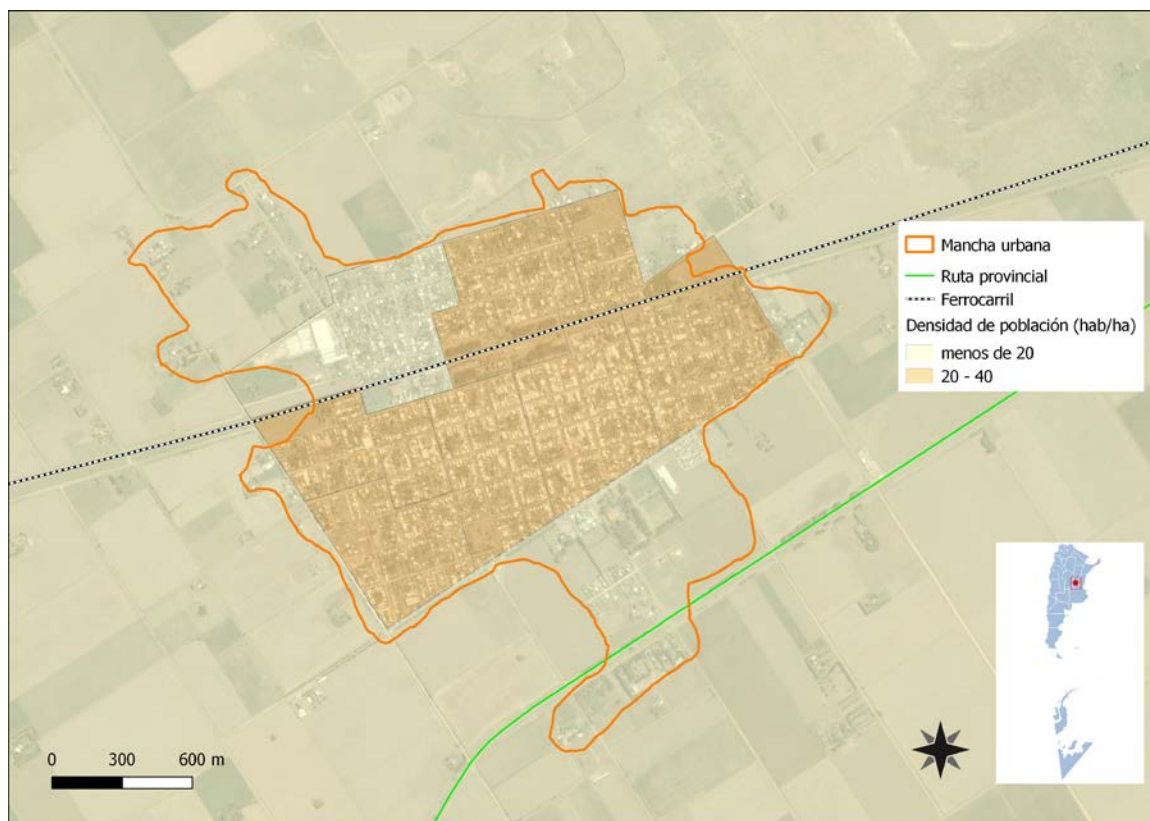 Mancha urbana
Ruta provincial
Ferrocarril
Densidad de población (hab/ha)
menos de 20
20 - 40
0 300 600 m